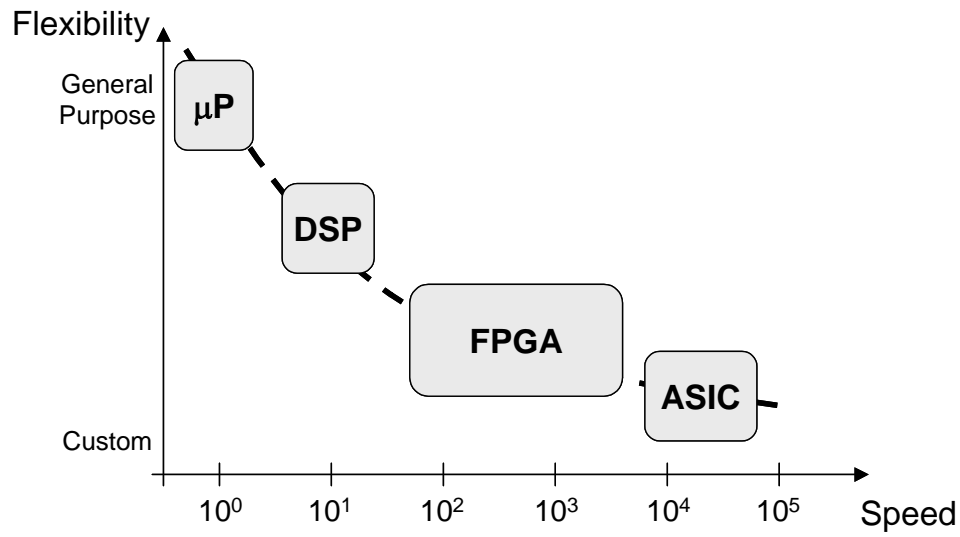 Flexibility
General
Purpose
μP
DSP
FPGA
ASIC
Custom
10⁰ 10¹ 10² 10³ 10⁴ 10⁵
Speed